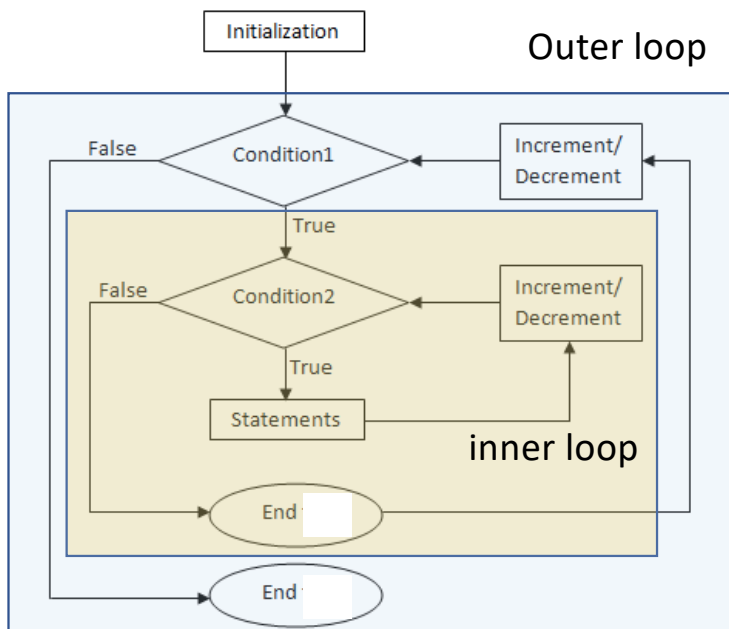 Initialization
Outer loop
False
Condition1
Increment/
Decrement
True
False
Condition2
Increment/
Decrement
True
Statements
inner loop
End
End